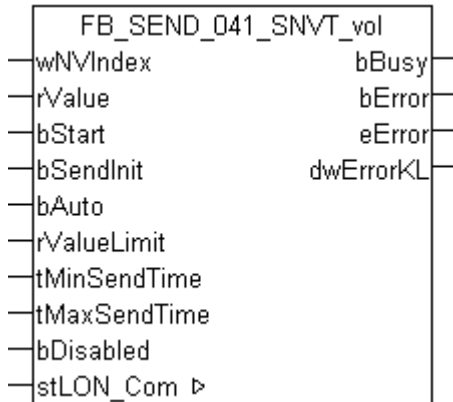 FB_SEND_041_SNVT_vol
wNVIndex bBusy
rValue bError
bStart eError
bSendInit dwErrorKL
bAuto
rValueLimit
tMinSendTime
tMaxSendTime
bDisabled
stLON_Com ▷